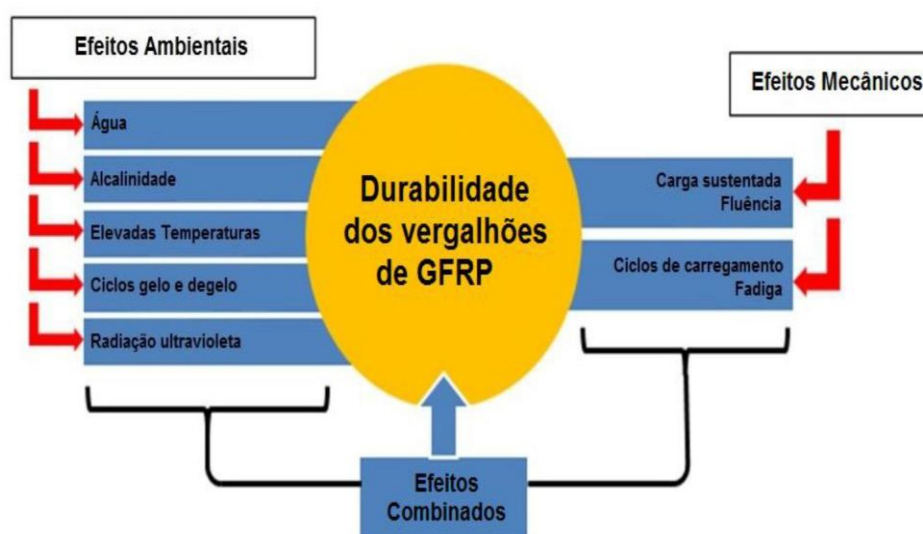 Efeitos Ambientais
Água
Alcalinidade
Elevadas Temperaturas
Ciclos gelo e degelo
Radiação ultravioleta
Durabilidade
dos vergalhões
de GFRP
Efeitos Mecânicos
Carga sustentada
Fluência
Ciclos de carregamento
Fadiga
Efeitos
Combinados